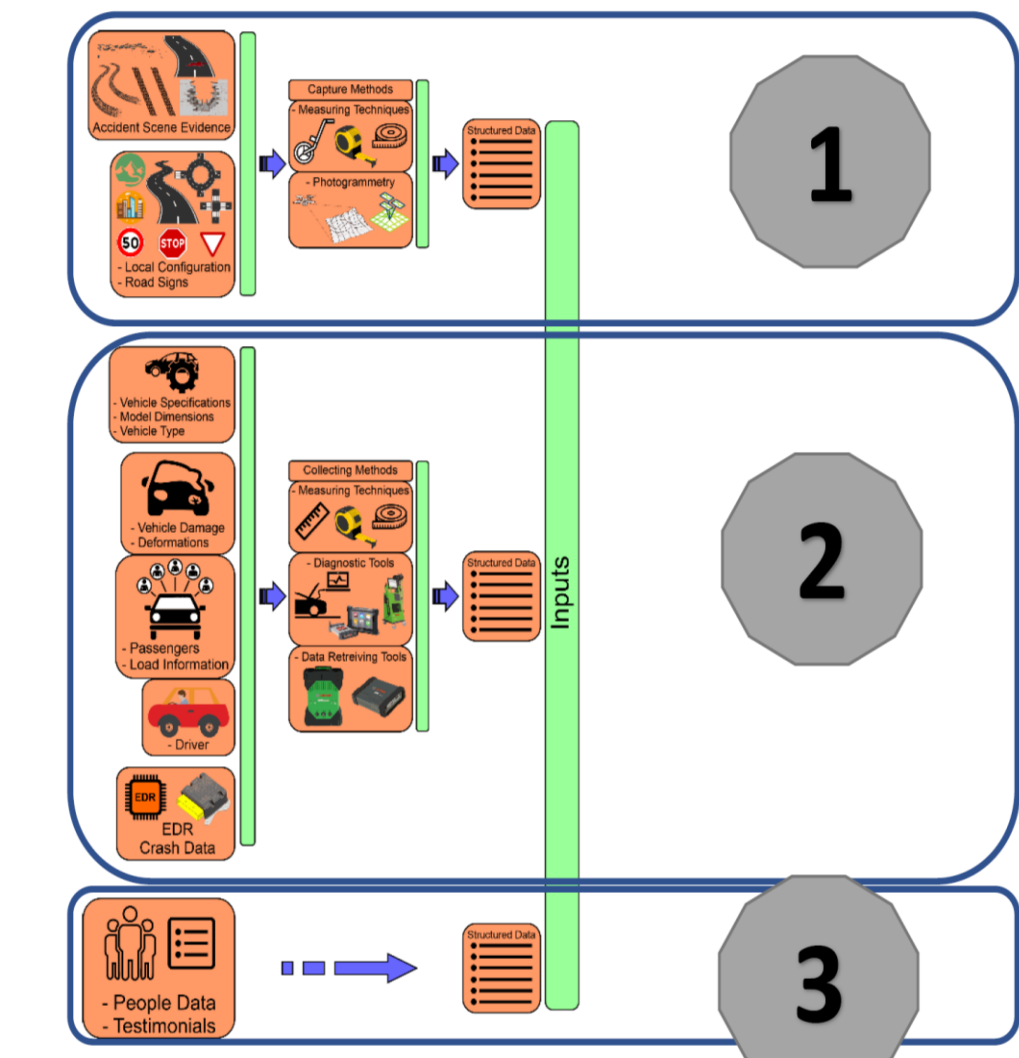 Accident Scene Evidence
50
STOP
- Local Configuration
- Road Signs
Capture Methods
- Measuring Techniques
- Photogrammetry
Structured Data
1
- Vehicle Specifications
- Model Dimensions
- Vehicle Type
- Vehicle Damage
- Deformations
- Passengers
- Load Information
- Driver
EDR
EDR
Crash Data
Collecting Methods
- Measuring Techniques
- Diagnostic Tools
- Data Retreiving Tools
Structured Data
Inputs
2
- People Data
- Testimonials
Structured Data
3